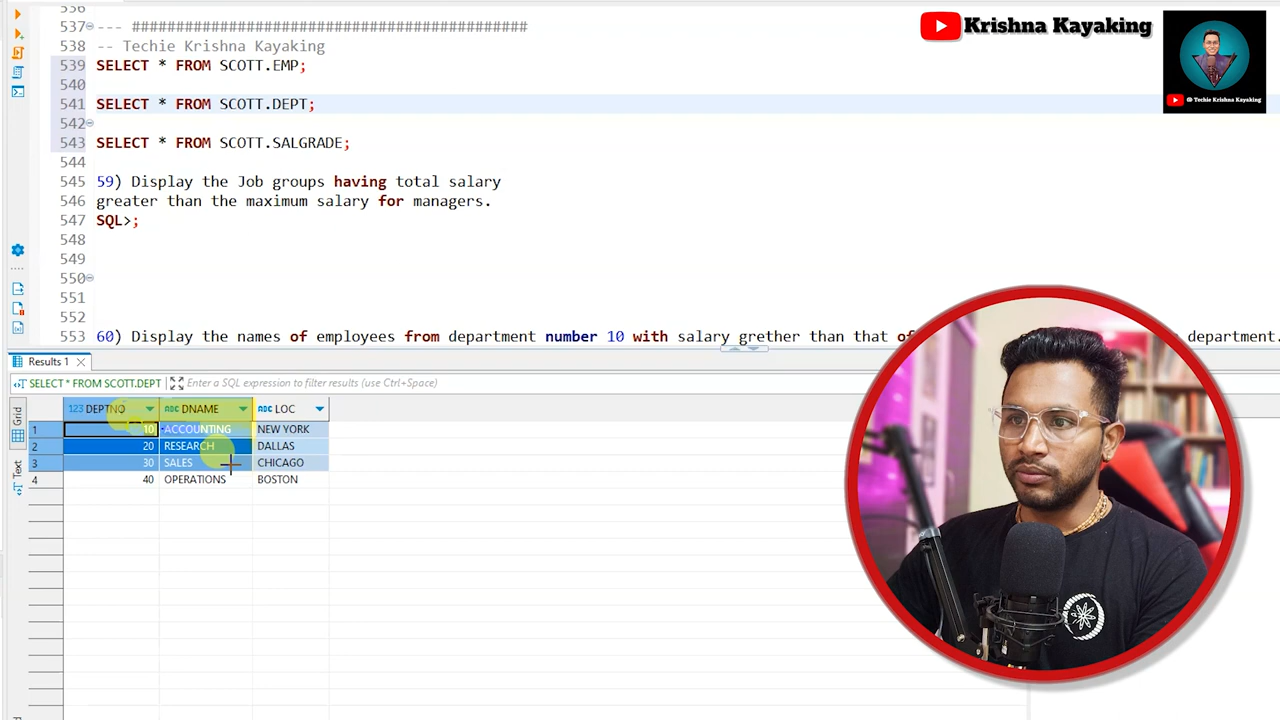 536
Krishna Kayaking
537 --- #############################################
538 -- Techie Krishna Kayaking
539 SELECT * FROM SCOTT.EMP;
540
541 SELECT * FROM SCOTT.DEPT;
542
543 SELECT * FROM SCOTT.SALGRADE;
544
545 59) Display the Job groups having total salary
546 greater than the maximum salary for managers.
547 SQL>;
548
549
550
551
552
553 60) Display the names of employees from department number 10 with salary grether than that of department.
@ Techie Krishna Kayaking
Results 1
SELECT * FROM SCOTT.DEPT Enter a SQL expression to filter results (use Ctrl+Space)
Grid
Text
123 DEPTNO ABC DNAME ABC LOC
1 10 ACCOUNTING NEW YORK
2 20 RESEARCH DALLAS
3 30 SALES CHICAGO
4 40 OPERATIONS BOSTON